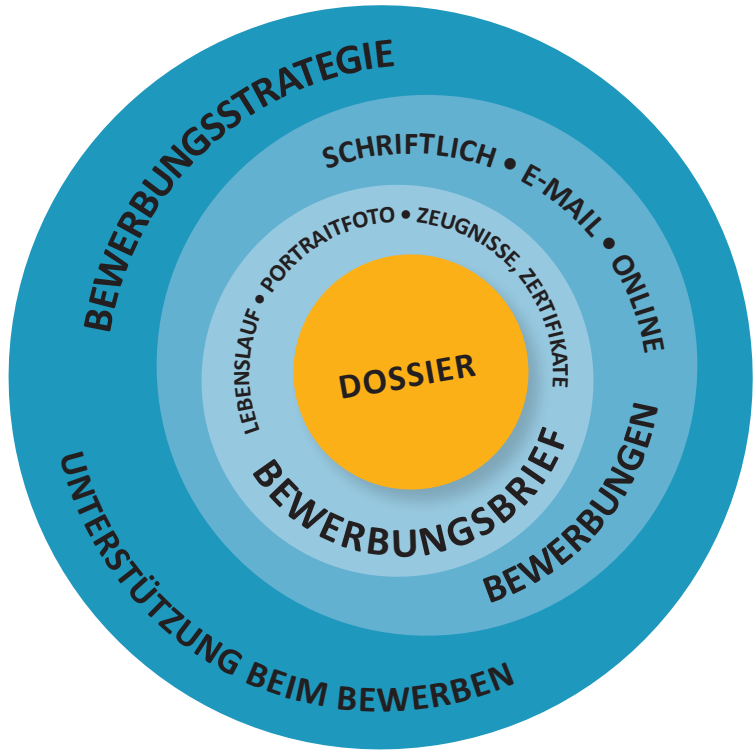 BEWERBUNGSSTRATEGIE
SCHRIFTLICH • E-MAIL • ONLINE
LEBENSLAUF • PORTRAITFOTO • ZEUGNISSE, ZERTIFIKATE
DOSSIER
BEWERBUNGSBRIEF
BEWERBUNGEN
UNTERSTÜTZUNG BEIM BEWERBEN